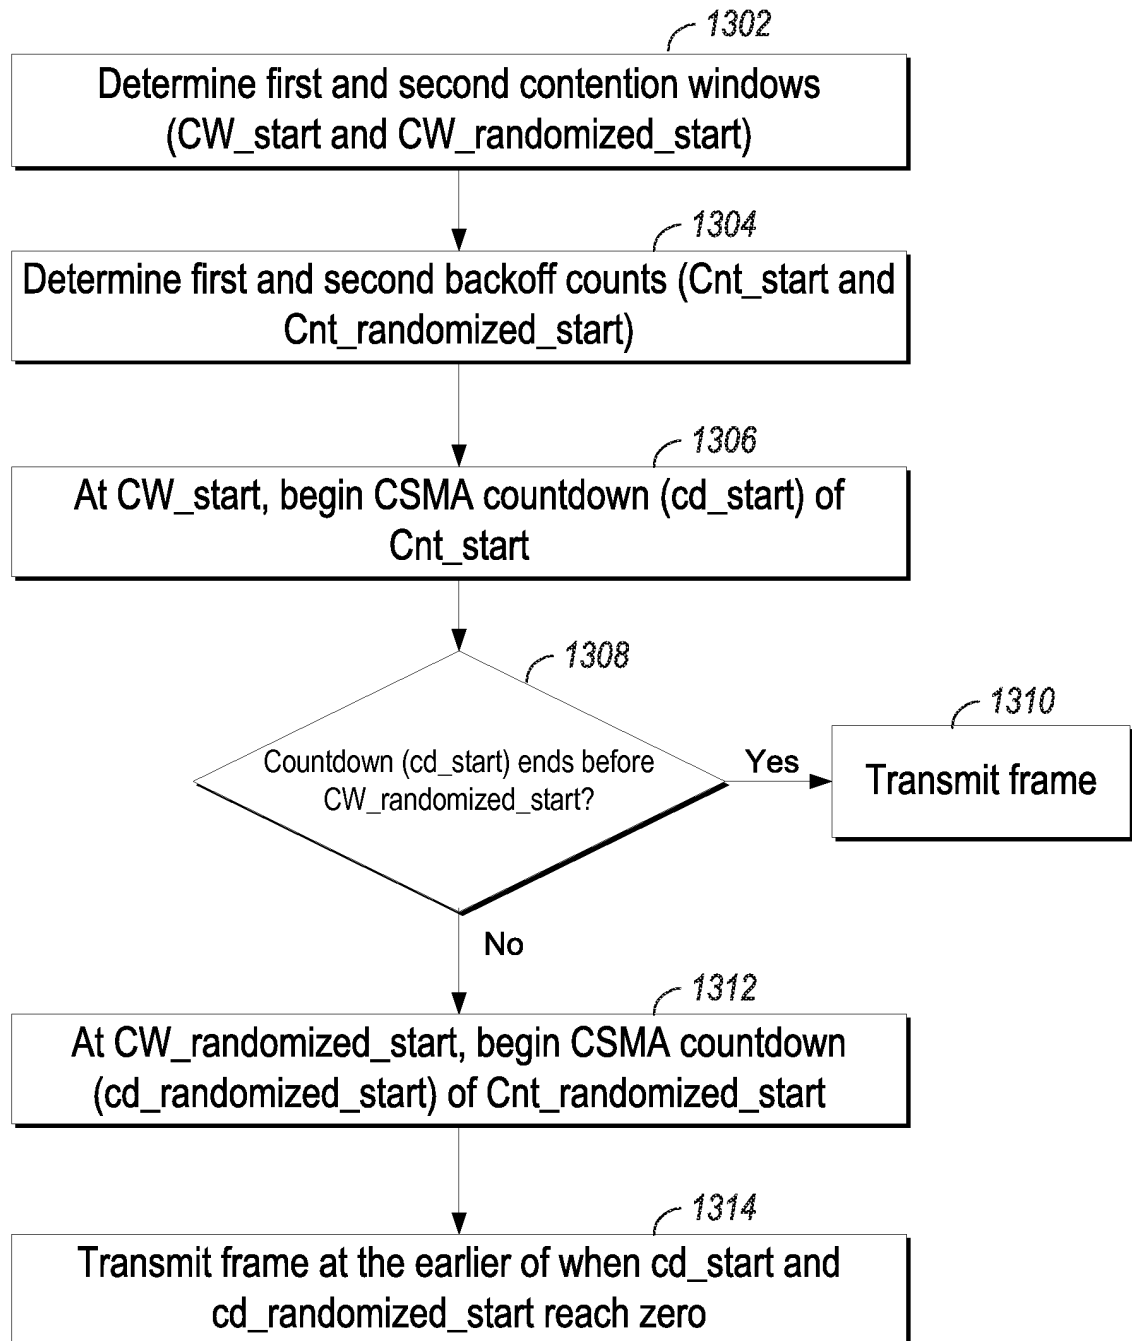 1302
Determine first and second contention windows
(CW_start and CW_randomized_start)
1304
Determine first and second backoff counts (Cnt_start and
Cnt_randomized_start)
1306
At CW_start, begin CSMA countdown (cd_start) of
Cnt_start
1308
Countdown (cd_start) ends before
CW_randomized_start?
Yes
1310
Transmit frame
No
1312
At CW_randomized_start, begin CSMA countdown
(cd_randomized_start) of Cnt_randomized_start
1314
Transmit frame at the earlier of when cd_start and
cd_randomized_start reach zero